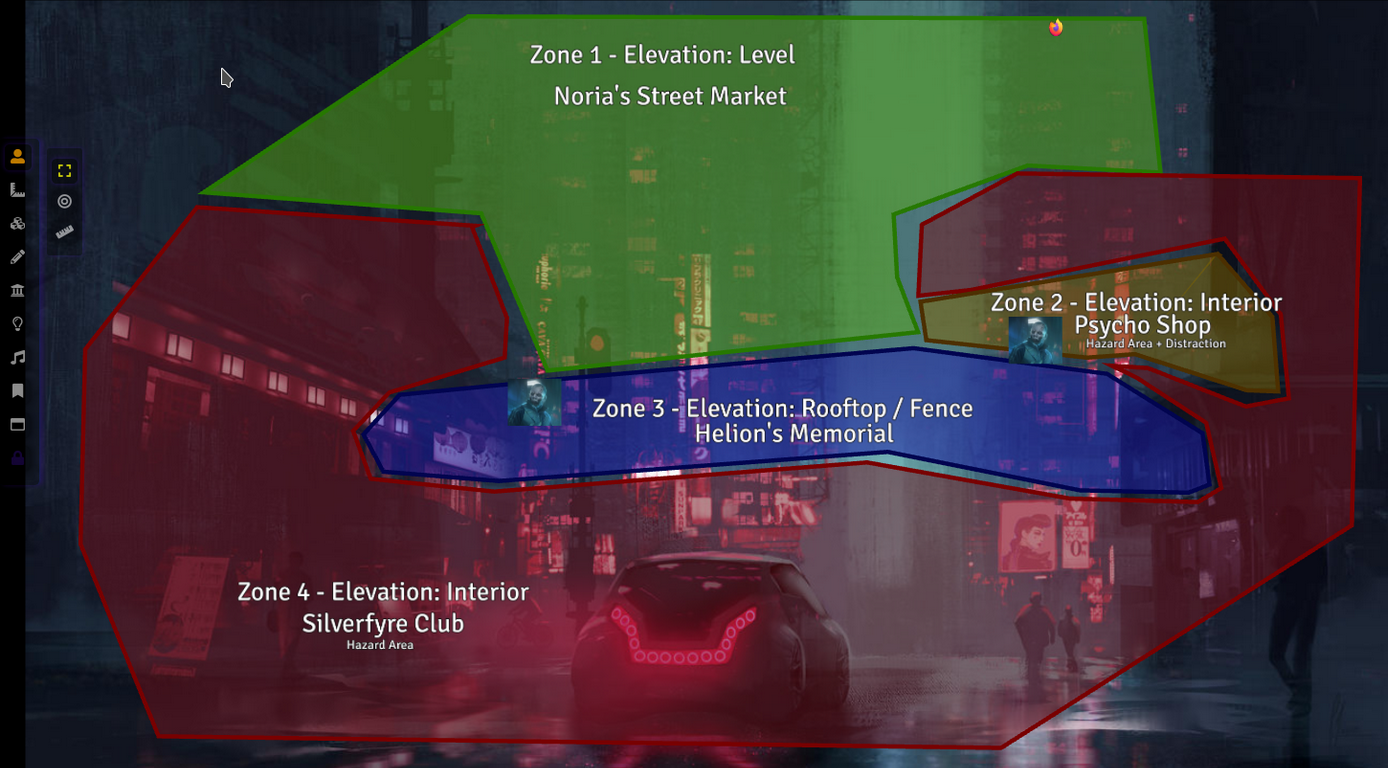 Zone 1 - Elevation: Level
Noria's Street Market
Zone 2 - Elevation: Interior
Psycho Shop
Hazard Area + Distraction
Zone 3 - Elevation: Rooftop / Fence
Helion's Memorial
Zone 4 - Elevation: Interior
Silverfyre Club
Hazard Area